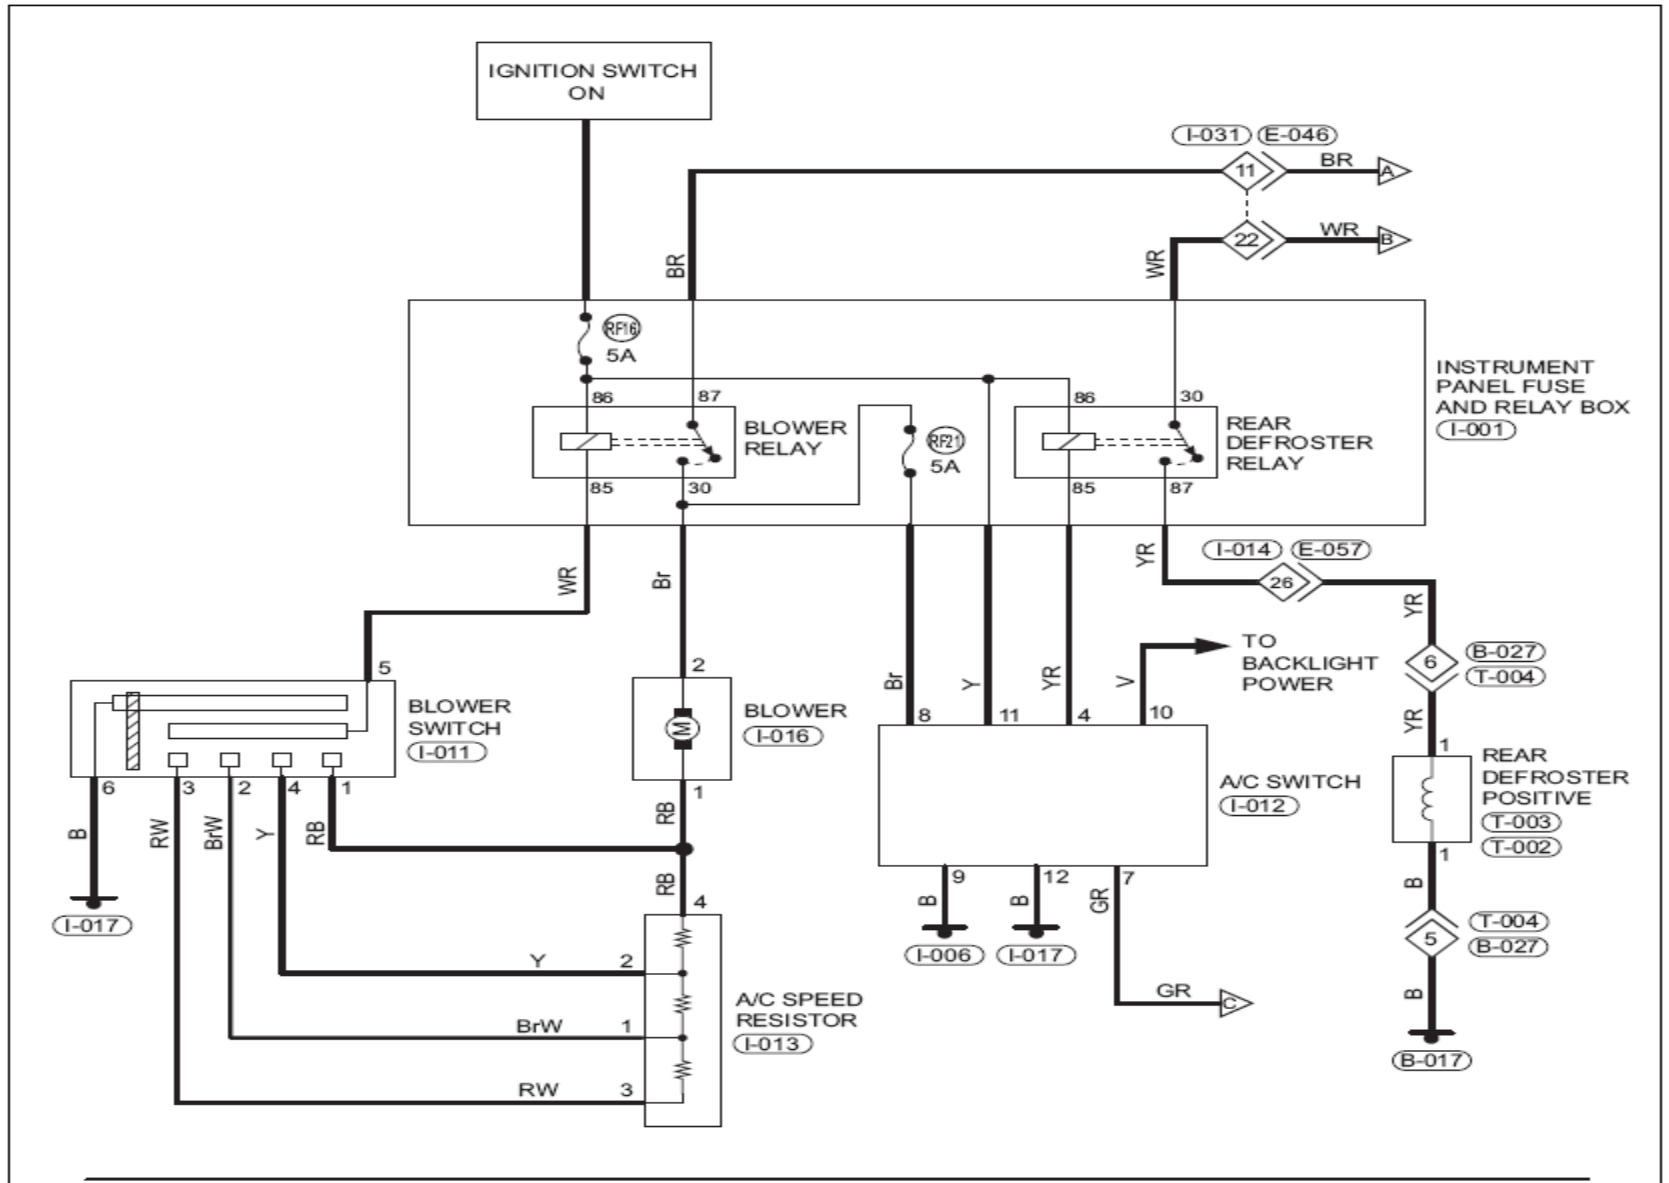 IGNITION SWITCH
ON
I-031 E-046
11 BR A
22 WR B
BR
WR
RF16
5A
86 87
BLOWER
RELAY
85 30
RF21
5A
86 30
REAR
DEFROSTER
RELAY
85 87
INSTRUMENT
PANEL FUSE
AND RELAY BOX
I-001
WR
Br
YR
I-014 E-057
26
YR
6
B-027
T-004
YR
Br
Y
YR
V
TO
BACKLIGHT
POWER
5
BLOWER
SWITCH
I-011
6 3 2 4 1
B
RW
BrW
Y
RB
I-017
2
M
BLOWER
I-016
1
RB
RB
4
8 11 4 10
A/C SWITCH
I-012
9 12 7
B
B
GR
I-006 I-017
GR C
1
REAR
DEFROSTER
POSITIVE
T-003
T-002
1
B
5
T-004
B-027
B
B-017
Y 2
BrW 1
RW 3
A/C SPEED
RESISTOR
I-013